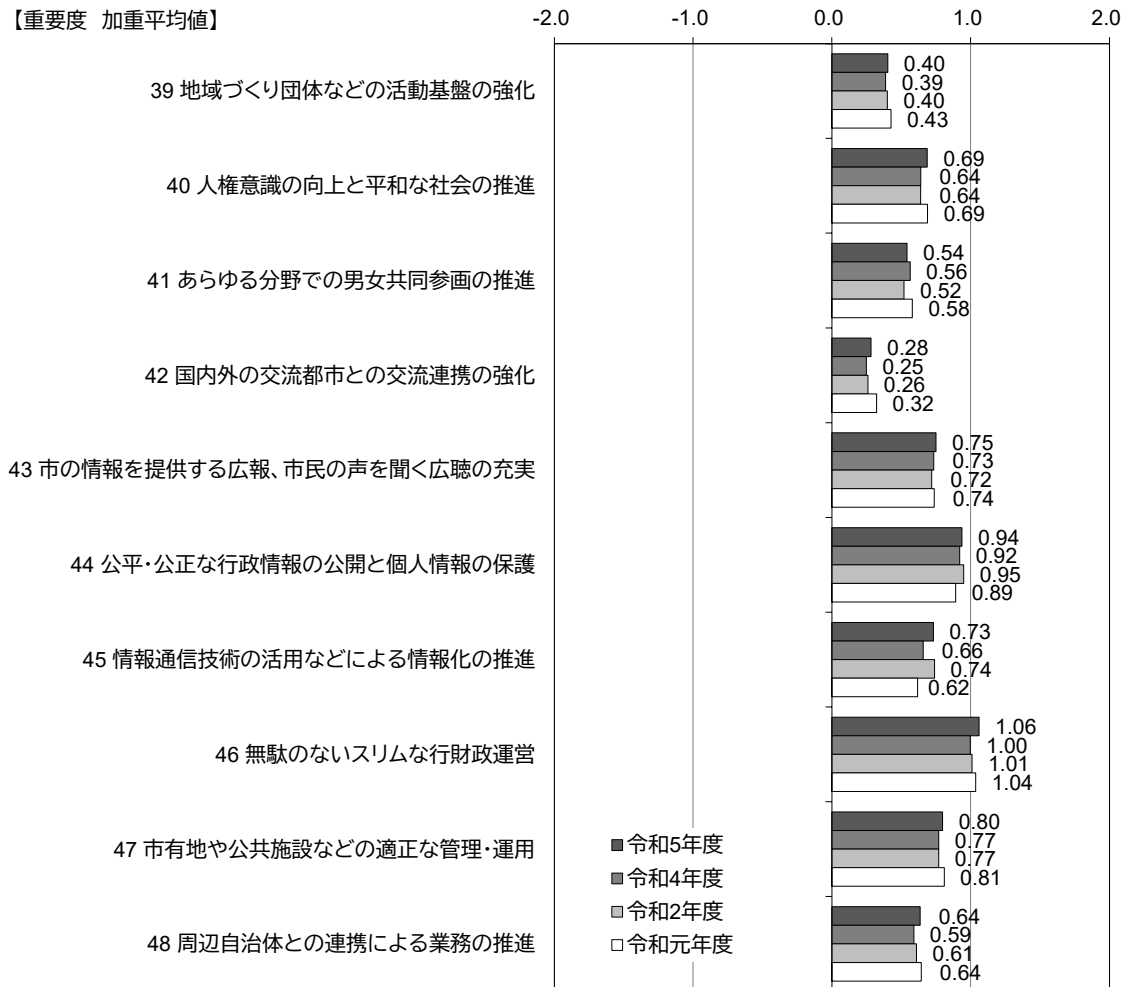 【重要度 加重平均値】
-2.0 -1.0 0.0 1.0 2.0
39 地域づくり団体などの活動基盤の強化
0.40
0.39
0.40
0.43
40 人権意識の向上と平和な社会の推進
0.69
0.64
0.64
0.69
41 あらゆる分野での男女共同参画の推進
0.54
0.56
0.52
0.58
42 国内外の交流都市との交流連携の強化
0.28
0.25
0.26
0.32
43 市の情報を提供する広報、市民の声を聞く広聴の充実
0.75
0.73
0.72
0.74
44 公平・公正な行政情報の公開と個人情報の保護
0.94
0.92
0.95
0.89
45 情報通信技術の活用などによる情報化の推進
0.73
0.66
0.74
0.62
46 無駄のないスリムな行財政運営
1.06
1.00
1.01
1.04
47 市有地や公共施設などの適正な管理・運用
0.80
0.77
0.77
0.81
48 周辺自治体との連携による業務の推進
0.64
0.59
0.61
0.64
令和5年度
令和4年度
令和2年度
令和元年度